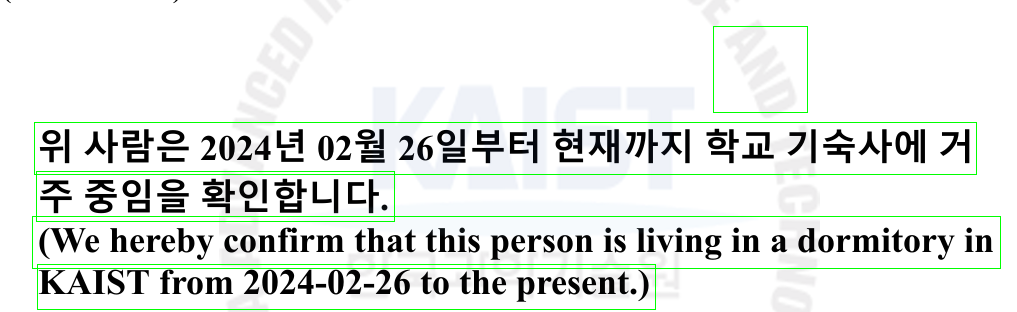 위 사람은 2024년 02월 26일부터 현재까지 학교 기숙사에 거
주 중임을 확인합니다.
(We hereby confirm that this person is living in a dormitory in
KAIST from 2024-02-26 to the present.)
KAIST